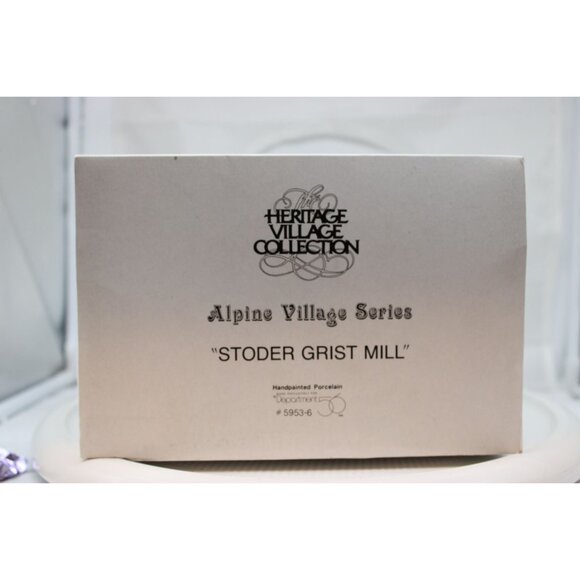 The
HERITAGE
VILLAGE
COLLECTION
Alpine Village Series
"STODER GRIST MILL"
Handpainted Porcelain
Department 56
# 5953-6